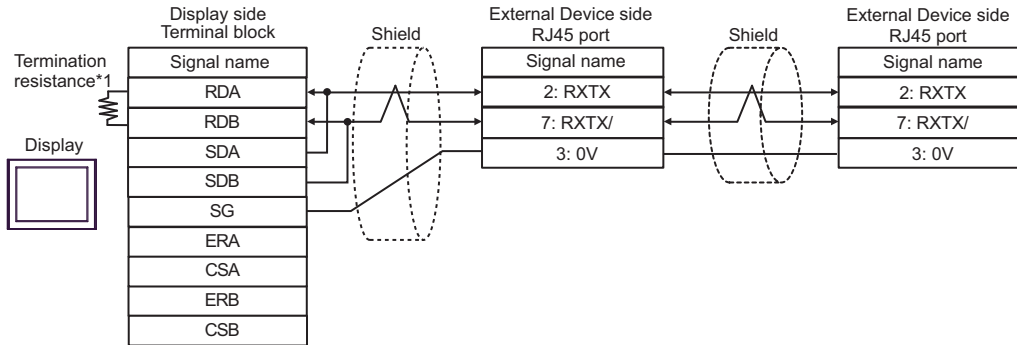 Display side
Terminal block
Shield
External Device side
RJ45 port
Shield
External Device side
RJ45 port
Termination
resistance*1
Display
Signal name
RDA
RDB
SDA
SDB
SG
ERA
CSA
ERB
CSB
Signal name
2: RXTX
7: RXTX/
3: 0V
Signal name
2: RXTX
7: RXTX/
3: 0V